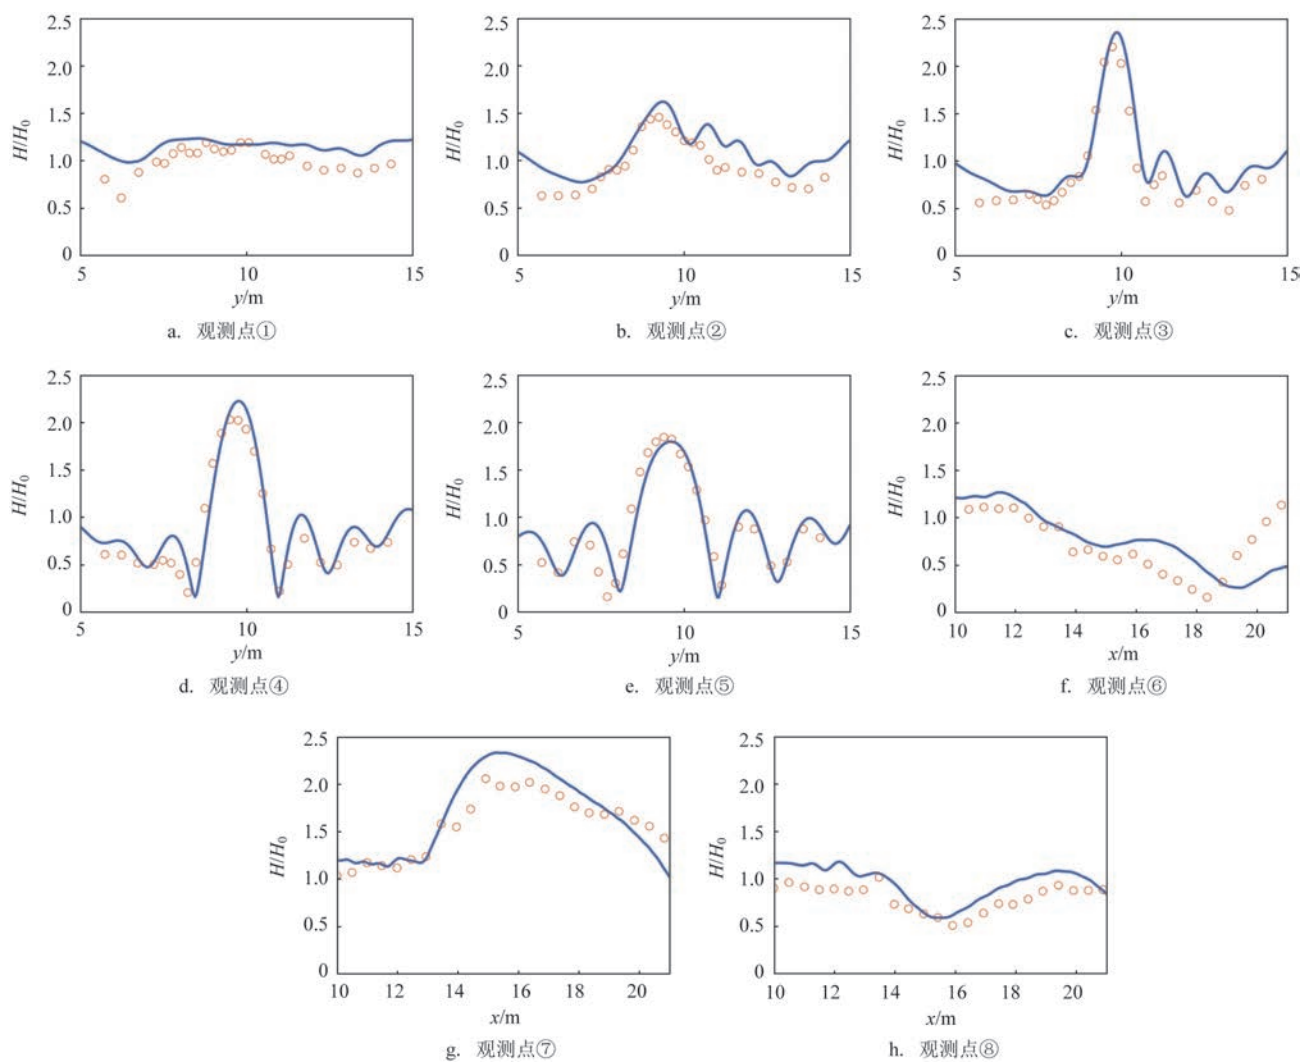 2.5 2.5 2.5
2.0 2.0 2.0
1.5 1.5 1.5
H/H₀ H/H₀ H/H₀
1.0 1.0 1.0
0.5 0.5 0.5
0 0 0
5 10 15 5 10 15 5 10 15
y/m y/m y/m
a. 观测点① b. 观测点② c. 观测点③
2.5 2.5 2.5
2.0 2.0 2.0
1.5 1.5 1.5
H/H₀ H/H₀ H/H₀
1.0 1.0 1.0
0.5 0.5 0.5
0 0 0
5 10 15 5 10 15 10 12 14 16 18 20
y/m y/m x/m
d. 观测点④ e. 观测点⑤ f. 观测点⑥
2.5 2.5
2.0 2.0
1.5 1.5
H/H₀ H/H₀
1.0 1.0
0.5 0.5
0 0
10 12 14 16 18 20 10 12 14 16 18 20
x/m x/m
g. 观测点⑦ h. 观测点⑧